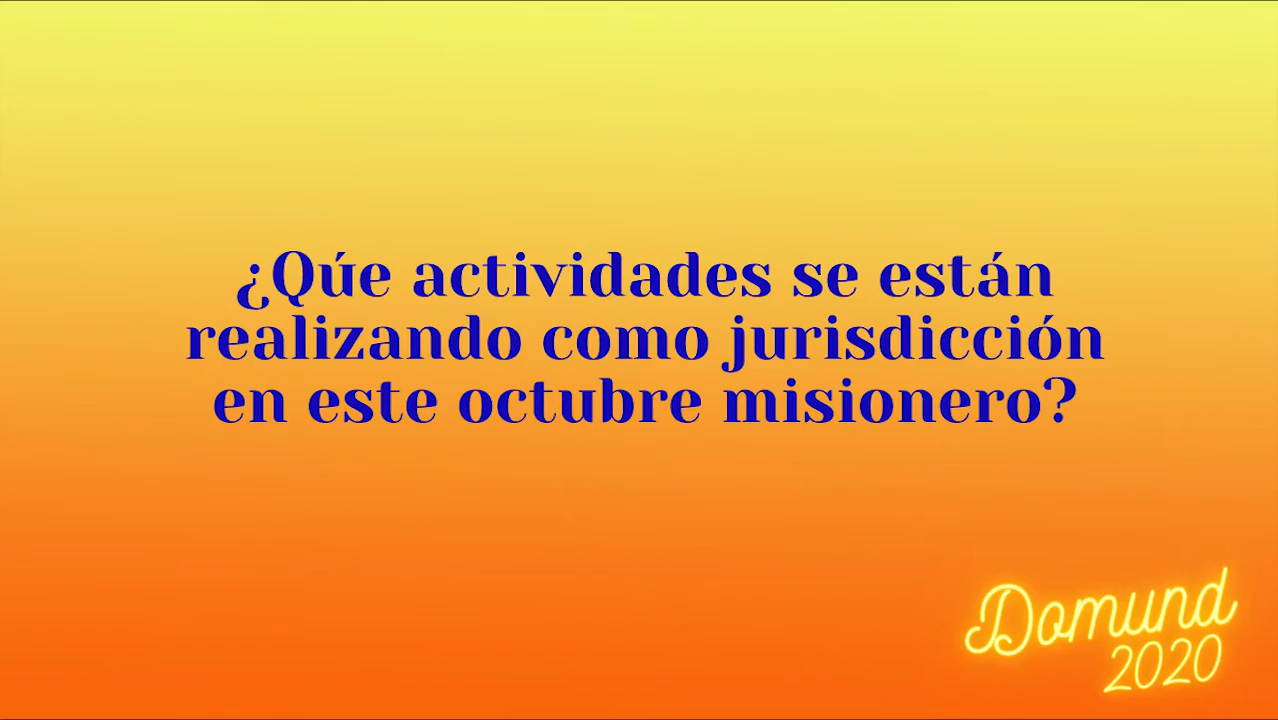 ¿Qúe actividades se están
realizando como jurisdicción
en este octubre misionero?
Domund
2020